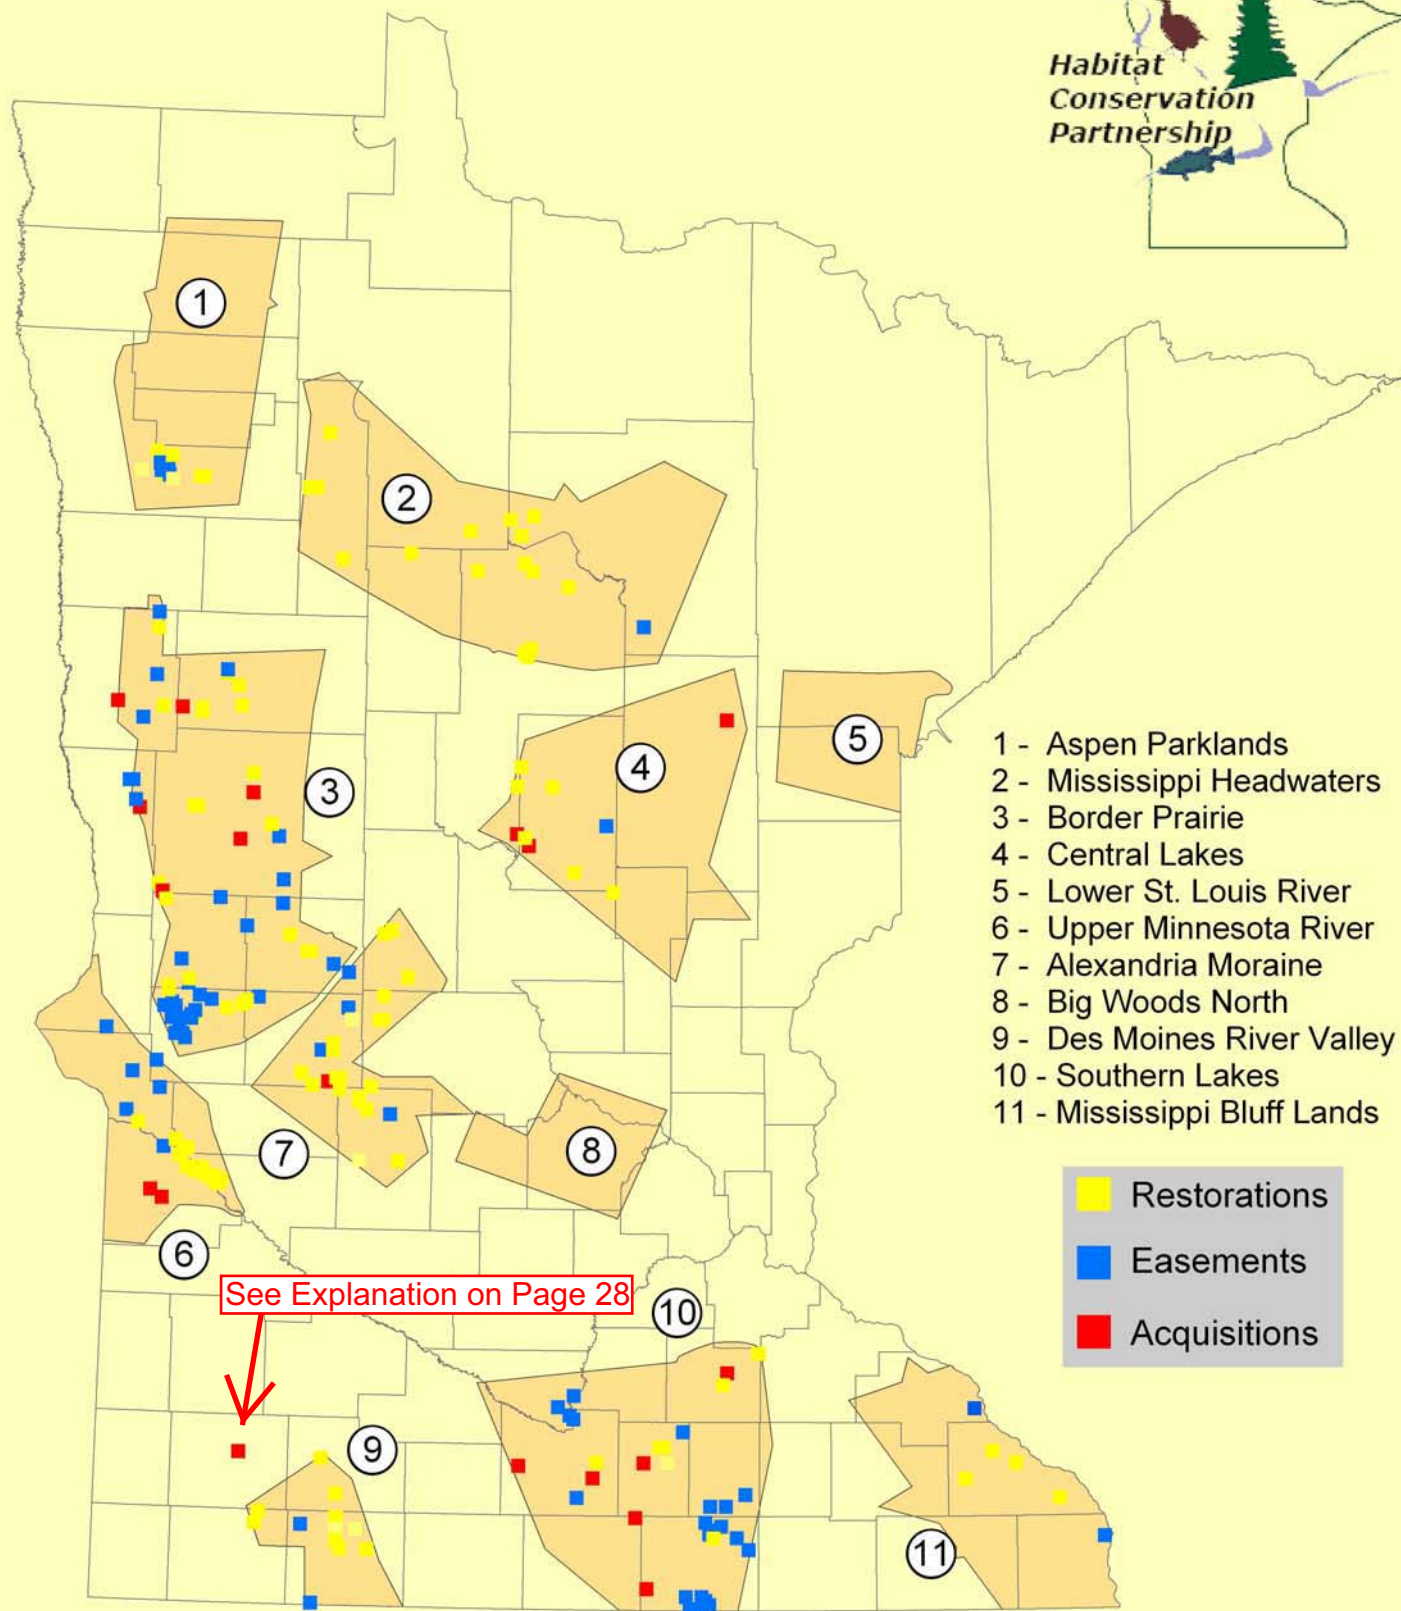 Habitat
Conservation
Partnership
1
2
3
4
5
1 - Aspen Parklands
2 - Mississippi Headwaters
3 - Border Prairie
4 - Central Lakes
5 - Lower St. Louis River
6 - Upper Minnesota River
7 - Alexandria Moraine
8 - Big Woods North
9 - Des Moines River Valley
10 - Southern Lakes
11 - Mississippi Bluff Lands
7
8
Restorations
Easements
Acquisitions
6
See Explanation on Page 28
10
9
11